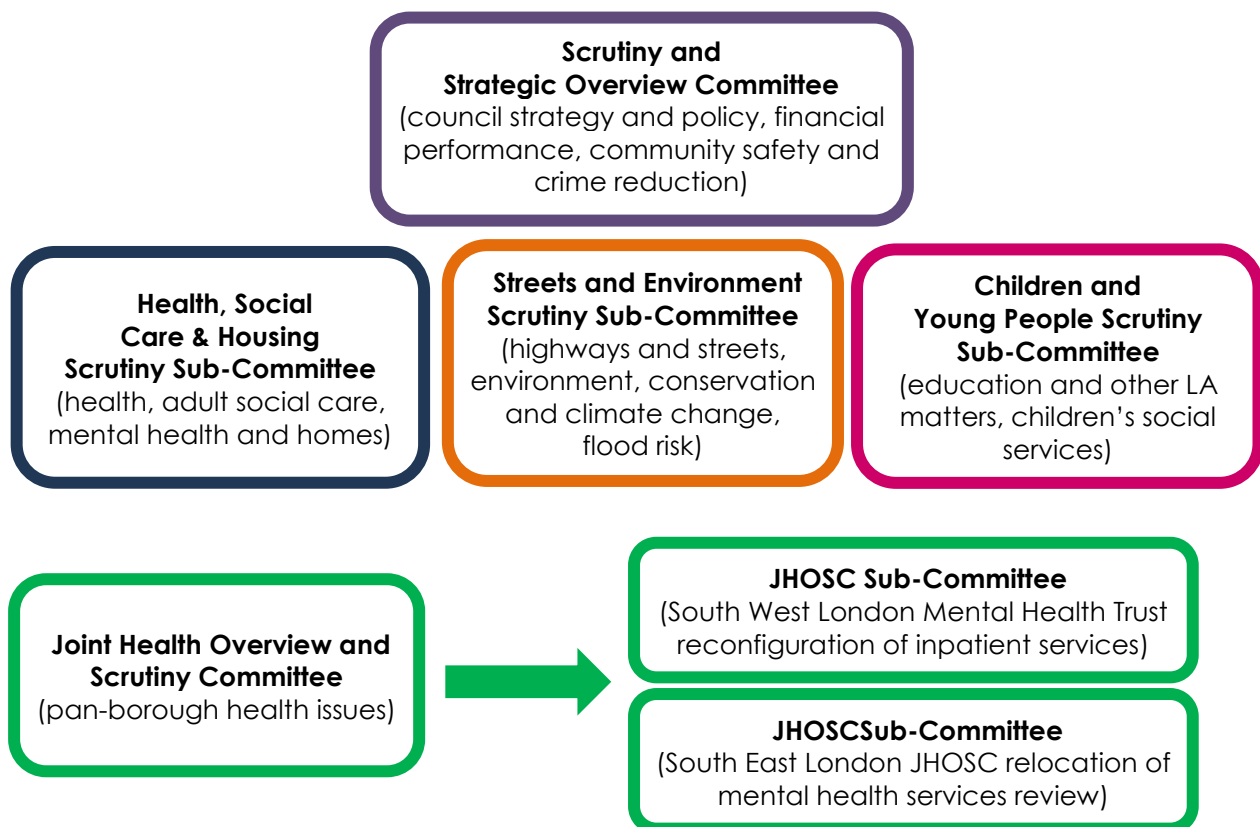 Scrutiny and
Strategic Overview Committee
(council strategy and policy, financial
performance, community safety and
crime reduction)
Health, Social
Care & Housing
Scrutiny Sub-Committee
(health, adult social care,
mental health and homes)
Streets and Environment
Scrutiny Sub-Committee
(highways and streets,
environment, conservation
and climate change,
flood risk)
Children and
Young People Scrutiny
Sub-Committee
(education and other LA
matters, children’s social
services)
Joint Health Overview and
Scrutiny Committee
(pan-borough health issues)
JHOSC Sub-Committee
(South West London Mental Health Trust
reconfiguration of inpatient services)
JHOSCSub-Committee
(South East London JHOSC relocation of
mental health services review)